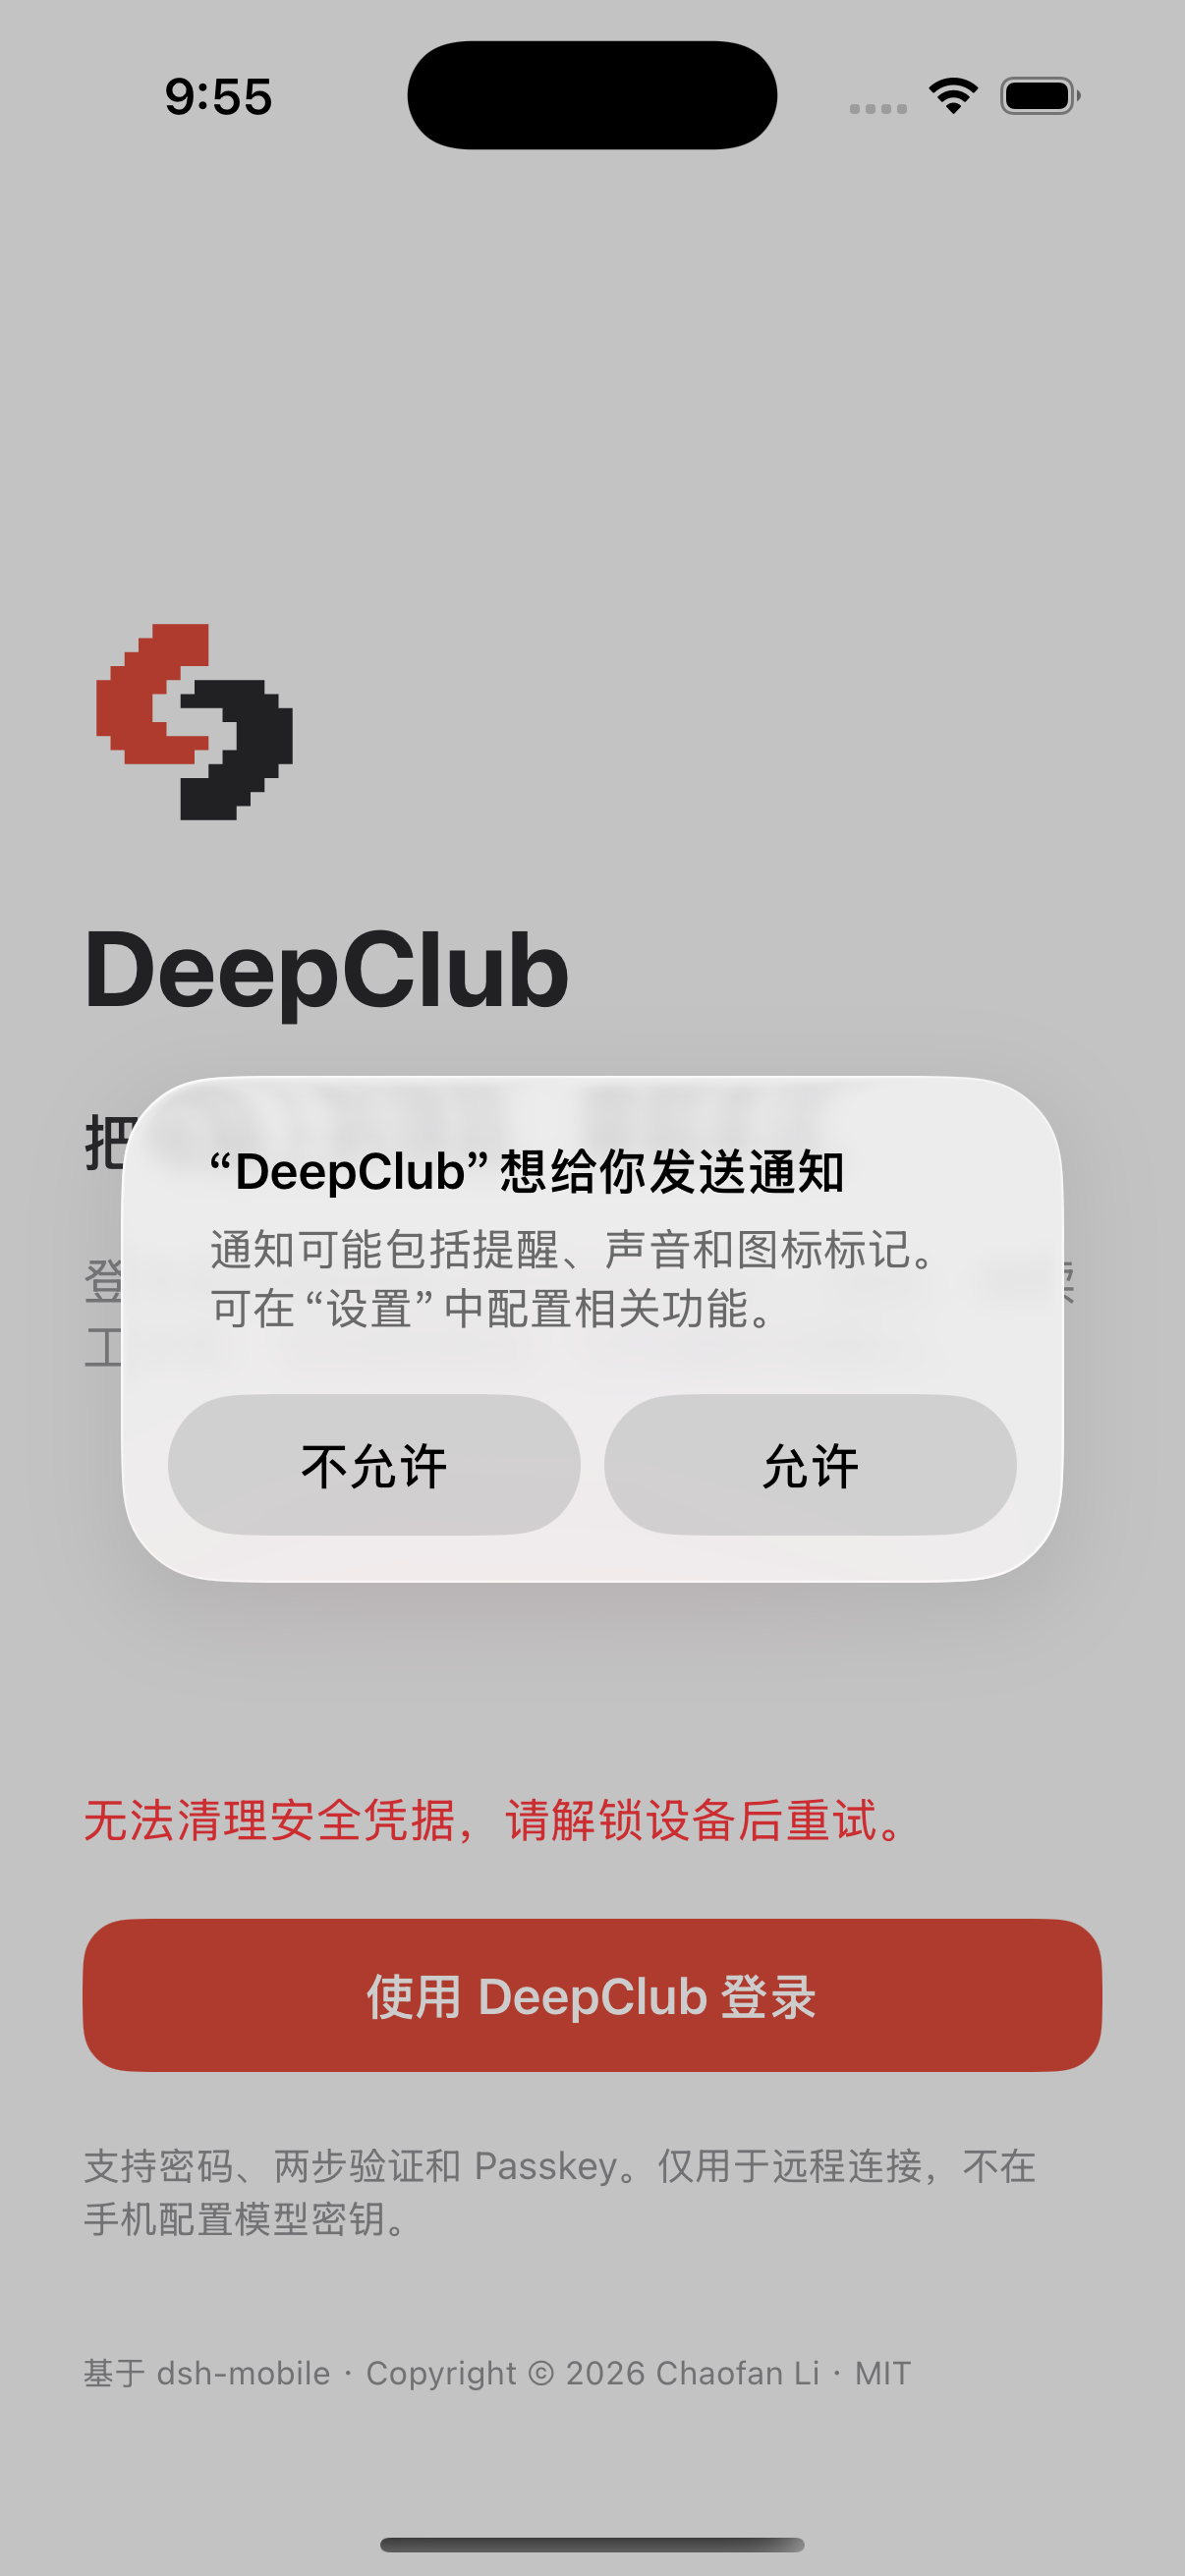 9:55
DeepClub
把
“DeepClub” 想给你发送通知
通知可能包括提醒、声音和图标标记。
可在 “设置” 中配置相关功能。
登
工
不允许
允许
无法清理安全凭据，请解锁设备后重试。
使用 DeepClub 登录
支持密码、两步验证和 Passkey。仅用于远程连接，不在
手机配置模型密钥。
基于 dsh-mobile · Copyright © 2026 Chaofan Li · MIT